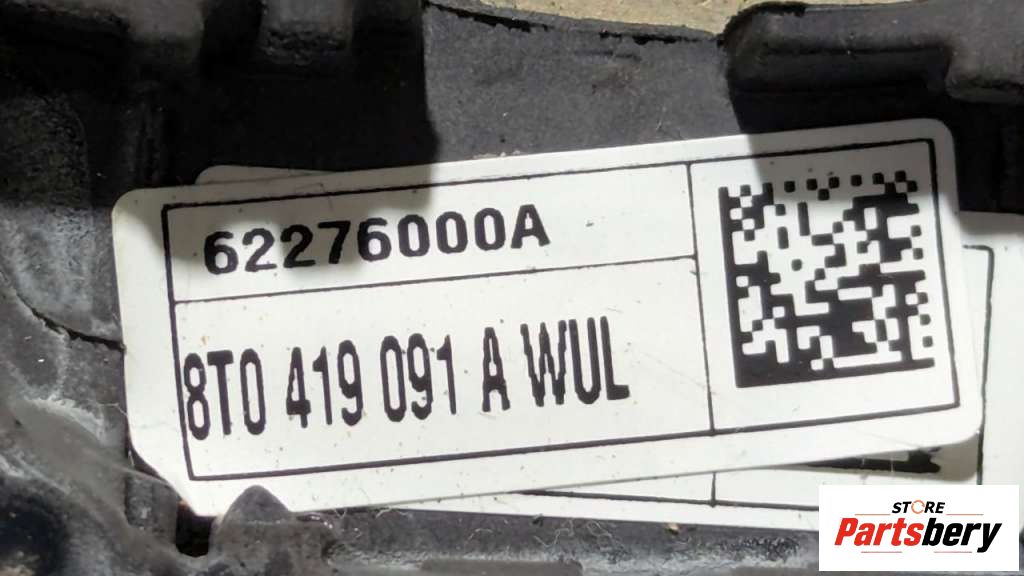 62276000A
8T0 419 091 A WUL
STORE
Partsbery